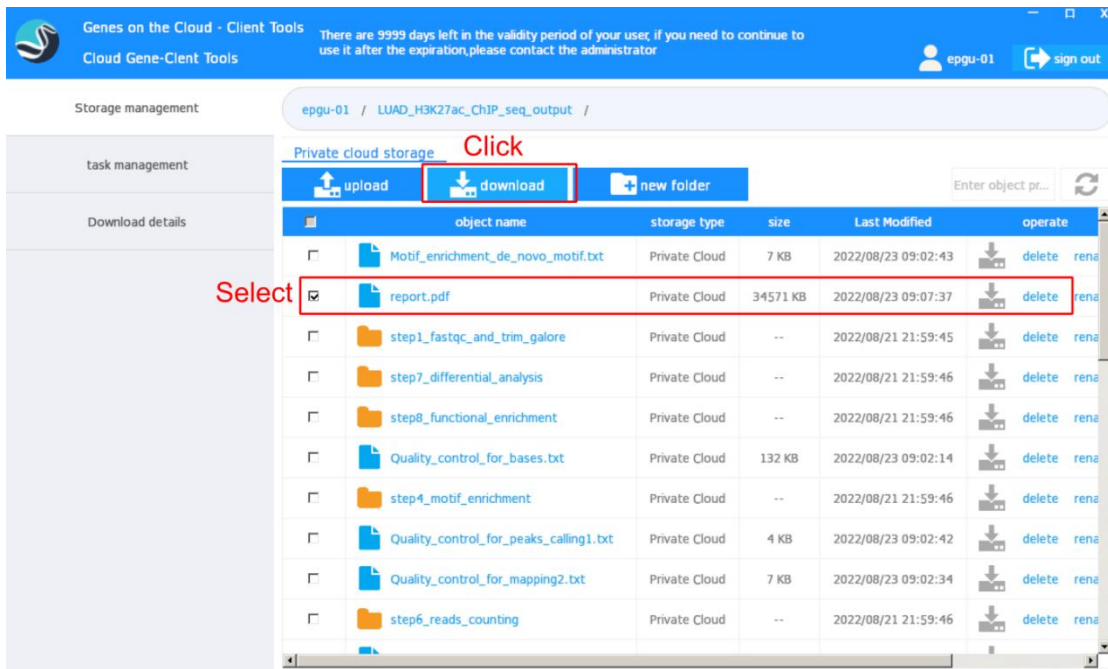 Genes on the Cloud - Client Tools
Cloud Gene-Clent Tools
There are 9999 days left in the validity period of your user, if you need to continue to
use it after the expiration,please contact the administrator
epgu-01
sign out
Storage management
task management
Download details
epgu-01 / LUAD_H3K27ac_ChIP_seq_output /
Private cloud storage
Click
upload
download
new folder
Enter object pr...
object name storage type size Last Modified operate
Motif_enrichment_de_novo_motif.txt Private Cloud 7 KB 2022/08/23 09:02:43 delete rena
Select
report.pdf Private Cloud 34571 KB 2022/08/23 09:07:37 delete rena
step1_fastqc_and_trim_galore Private Cloud -- 2022/08/21 21:59:45 delete rena
step7_differential_analysis Private Cloud -- 2022/08/21 21:59:46 delete rena
step8_functional_enrichment Private Cloud -- 2022/08/21 21:59:46 delete rena
Quality_control_for_bases.txt Private Cloud 132 KB 2022/08/23 09:02:14 delete rena
step4_motif_enrichment Private Cloud -- 2022/08/21 21:59:46 delete rena
Quality_control_for_peaks_calling1.txt Private Cloud 4 KB 2022/08/23 09:02:42 delete rena
Quality_control_for_mapping2.txt Private Cloud 7 KB 2022/08/23 09:02:34 delete rena
step6_reads_counting Private Cloud -- 2022/08/21 21:59:46 delete rena